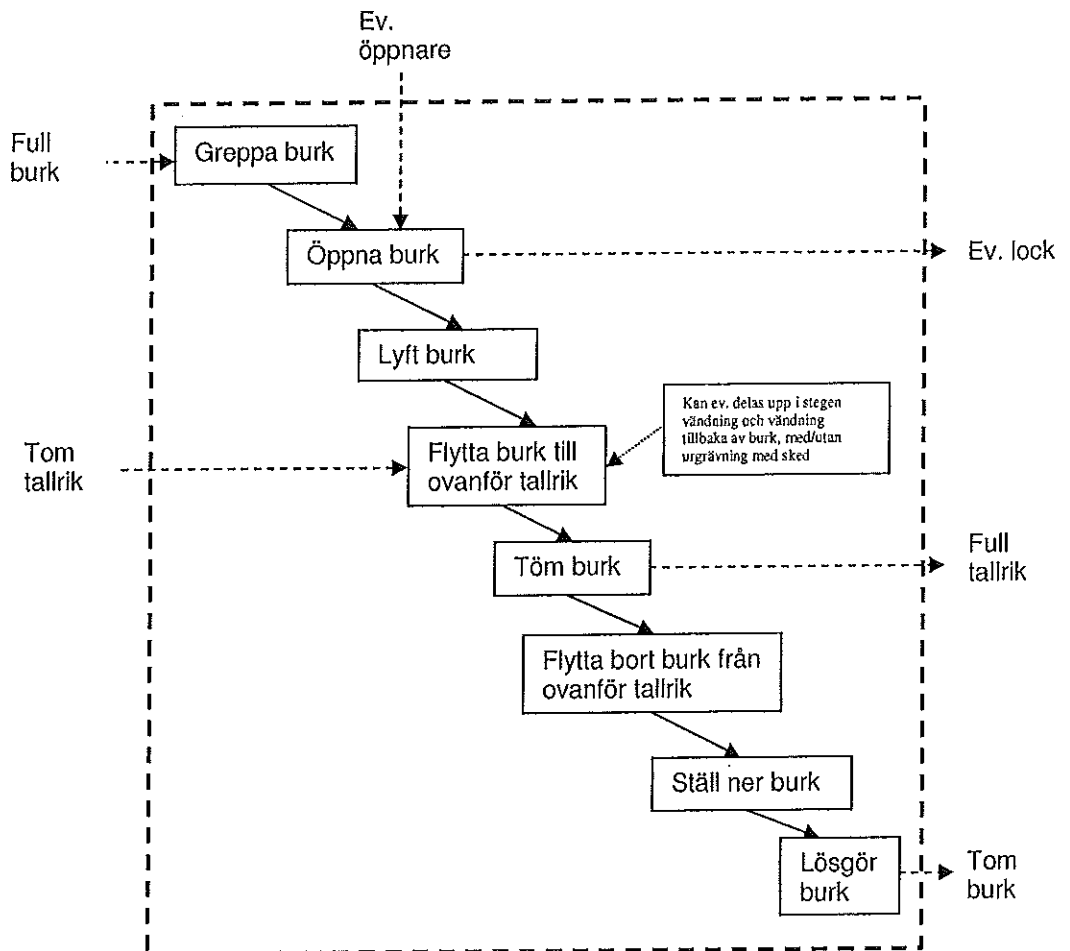 Ev.
öppnare
Full
burk
Greppa burk
Öppna burk
Ev. lock
Lyft burk
Kan ev. delas upp i stegen
vändning och vändning
tillbaka av burk, med/utan
urgrävning med sked
Tom
tallrik
Flytta burk till
ovanför tallrik
Töm burk
Full
tallrik
Flytta bort burk från
ovanför tallrik
Ställ ner burk
Lösgör
burk
Tom
burk